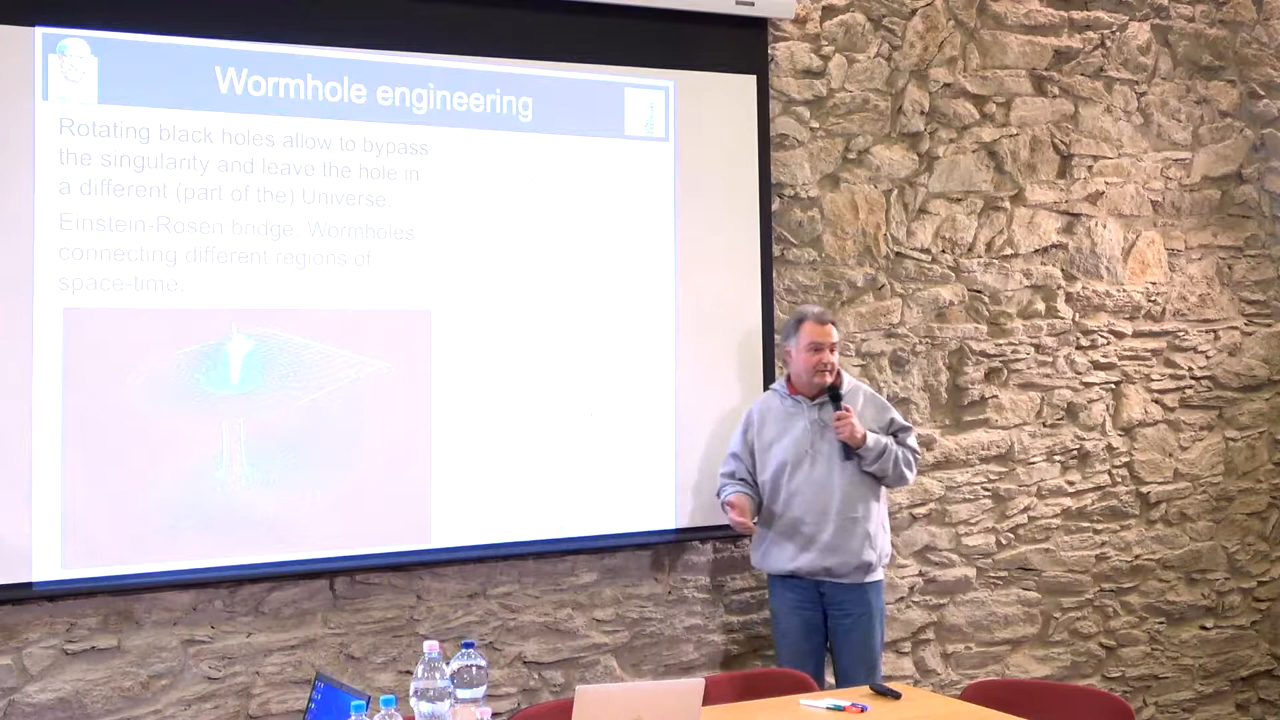 Wormhole engineering
Rotating black holes allow to bypass
the singularity and leave the hole in
a different (part of the) Universe.
Einstein-Rosen bridge. Wormholes
connecting different regions of
space-time.